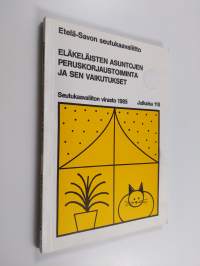 Etelä-Savon seutukaavaliitto
ELÄKELÄISTEN ASUNTOJEN
PERUSKORJAUSTOIMINTA
JA SEN VAIKUTUKSET
Seutukaavaliiton virasto 1985 Julkaisu 118